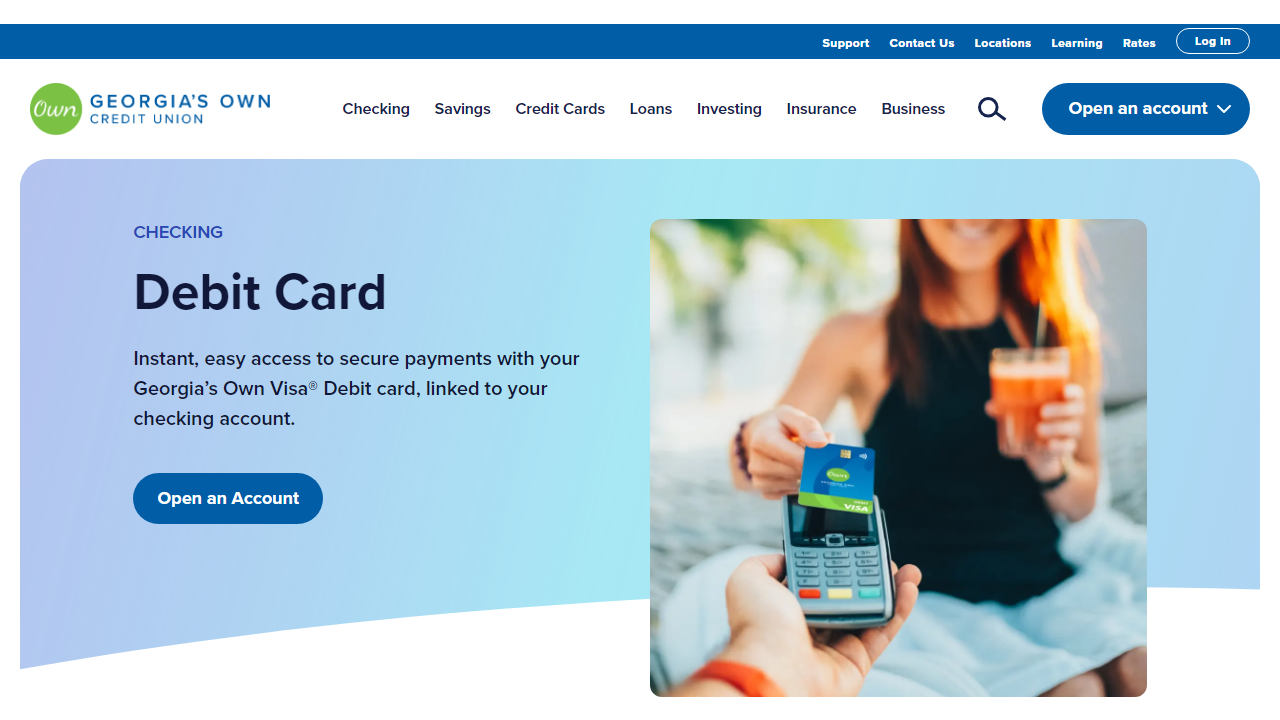 Support Contact Us Locations Learning Rates Log In
Own GEORGIA'S OWN
CREDIT UNION
Checking Savings Credit Cards Loans Investing Insurance Business Open an account
CHECKING
Debit Card
Instant, easy access to secure payments with your
Georgia's Own Visa® Debit card, linked to your
checking account.
Open an Account
Own
VISA